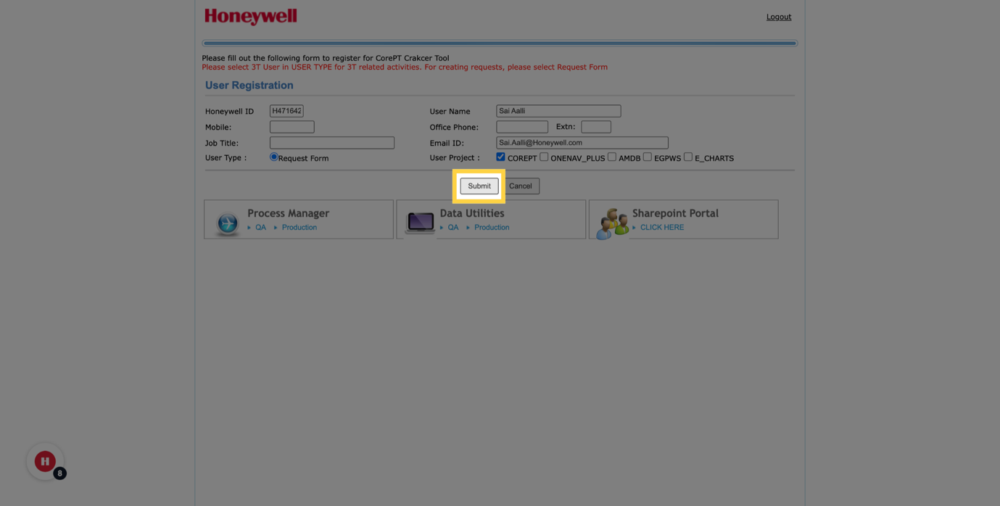 Honeywell
Logout
Please fill out the following form to register for CorePT Crakcer Tool
Please select 3T User in USER TYPE for 3T related activities. For creating requests, please select Request Form
User Registration
Honeywell ID H471642 User Name Sai Aalli
Mobile: Office Phone: Extn:
Job Title: Email ID: Sai.Aalli@Honeywell.com
User Type : Request Form User Project : COREPT ONENAV_PLUS AMDB EGPWS E_CHARTS
Submit Cancel
Process Manager Data Utilities Sharepoint Portal
QA Production QA Production CLICK HERE
H
8